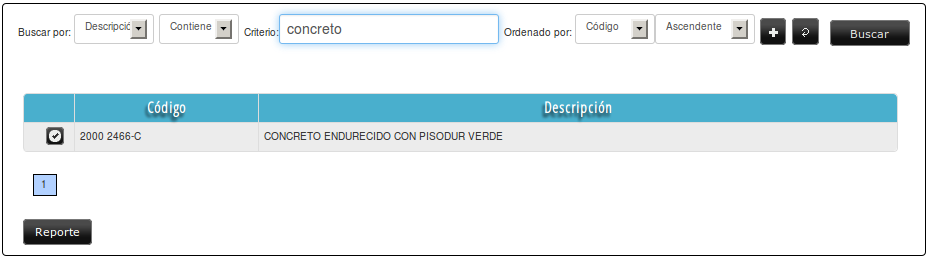 Buscar por: Descripció Contiene Criterio: concreto Ordenado por: Código Ascendente Buscar
Código Descripción
2000 2466-C CONCRETO ENDURECIDO CON PISODUR VERDE
1
Reporte